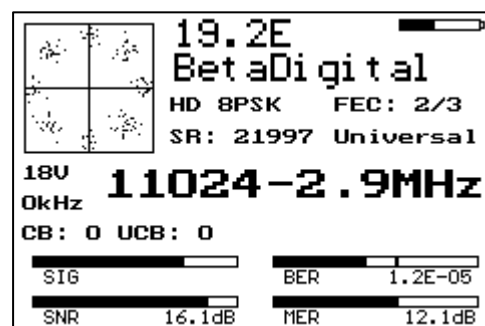 19.2E
BetaDigital
HD 8PSK FEC: 2/3
SR: 21997 Universal
18V
0kHz
11024-2.9MHz
CB: 0 UCB: 0
SIG
BER 1.2E-05
SNR 16.1dB
MER 12.1dB